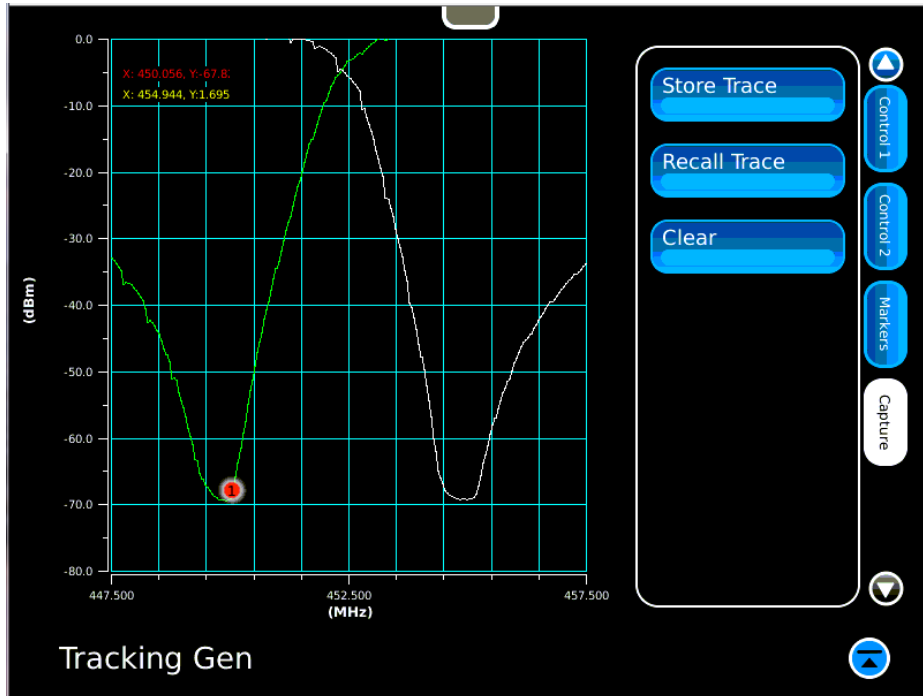 0.0
X: 450.056, Y:-67.8
X: 454.944, Y:1.695
-10.0
-20.0
-30.0
-40.0
-50.0
-60.0
-70.0
-80.0
(dBm)
1
447.500
452.500
457.500
(MHz)
Store Trace
Recall Trace
Clear
Control 1
Control 2
Markers
Capture
Tracking Gen